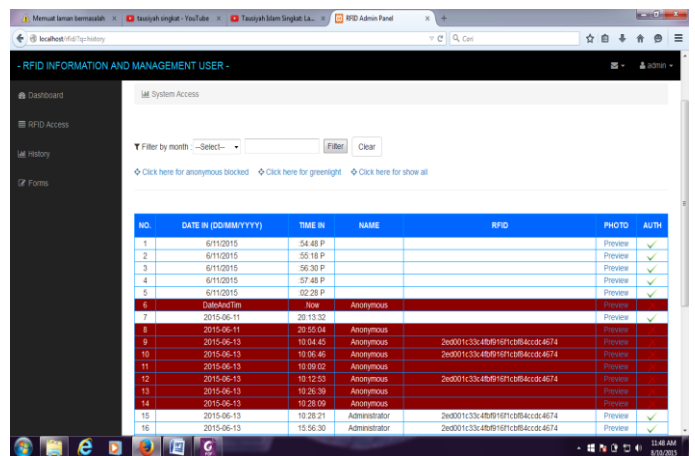 Memuat laman bermasalah × tausiyah singkat - YouTube × Tausiyah Islam Singkat: La... × RFID Admin Panel × +
localhost/rfid/?q=history Cari
- RFID INFORMATION AND MANAGEMENT USER - admin
Dashboard
RFID Access
History
Forms
System Access
Filter by month : --Select-- Filter Clear
Click here for anonymous blocked Click here for greenlight Click here for show all
NO. DATE IN (DD/MM/YYYY) TIME IN NAME RFID PHOTO AUTH
1 6/11/2015 :54:48 P Preview
2 6/11/2015 :55:18 P Preview
3 6/11/2015 :56:30 P Preview
4 6/11/2015 :57:48 P Preview
5 6/11/2015 :02:28 P Preview
6 DateAndTim Now Anonymous Preview
7 2015-06-11 20:13:32 Preview
8 2015-06-11 20:55:04 Anonymous Preview
9 2015-06-13 10:04:45 Anonymous 2ed001c33c4fbf916f1cbf84ccdc4674 Preview
10 2015-06-13 10:06:46 Anonymous 2ed001c33c4fbf916f1cbf84ccdc4674 Preview
11 2015-06-13 10:09:02 Anonymous Preview
12 2015-06-13 10:12:53 Anonymous 2ed001c33c4fbf916f1cbf84ccdc4674 Preview
13 2015-06-13 10:26:39 Anonymous Preview
14 2015-06-13 10:28:09 Anonymous Preview
15 2015-06-13 10:28:21 Administrator 2ed001c33c4fbf916f1cbf84ccdc4674 Preview
16 2015-06-13 15:56:30 Administrator 2ed001c33c4fbf916f1cbf84ccdc4674 Preview
11:48 AM
8/10/2015